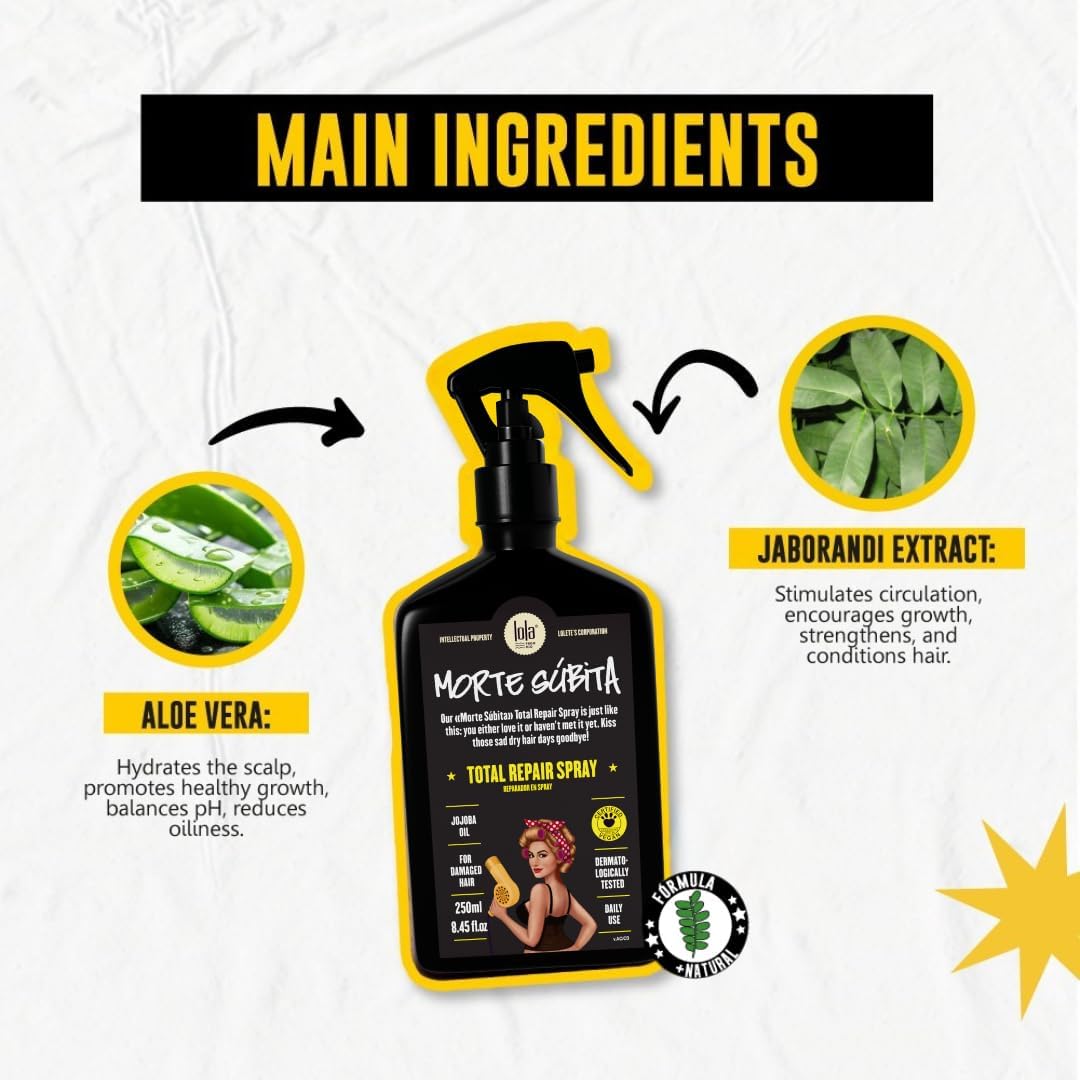 MAIN INGREDIENTS
ALOE VERA:
Hydrates the scalp,
promotes healthy growth,
balances pH, reduces
oiliness.
JABORANDI EXTRACT:
Stimulates circulation,
encourages growth,
strengthens, and
conditions hair.
INTELLECTUAL PROPERTY
lola
LOLETE'S CORPORATION
MORTE SÚBITA
Our «Morte Súbita» Total Repair Spray is just like
this: you either love it or haven't met it yet. Kiss
those sad dry hair days goodbye!
TOTAL REPAIR SPRAY
REPARADOR EN SPRAY
JOJOBA
OIL
FOR
DAMAGED
HAIR
250ml
8.45 fl.oz
CERTIFIED
VEGAN
DERMATO-
LOGICALLY
TESTED
DAILY
USE
FÓRMULA
+NATURAL